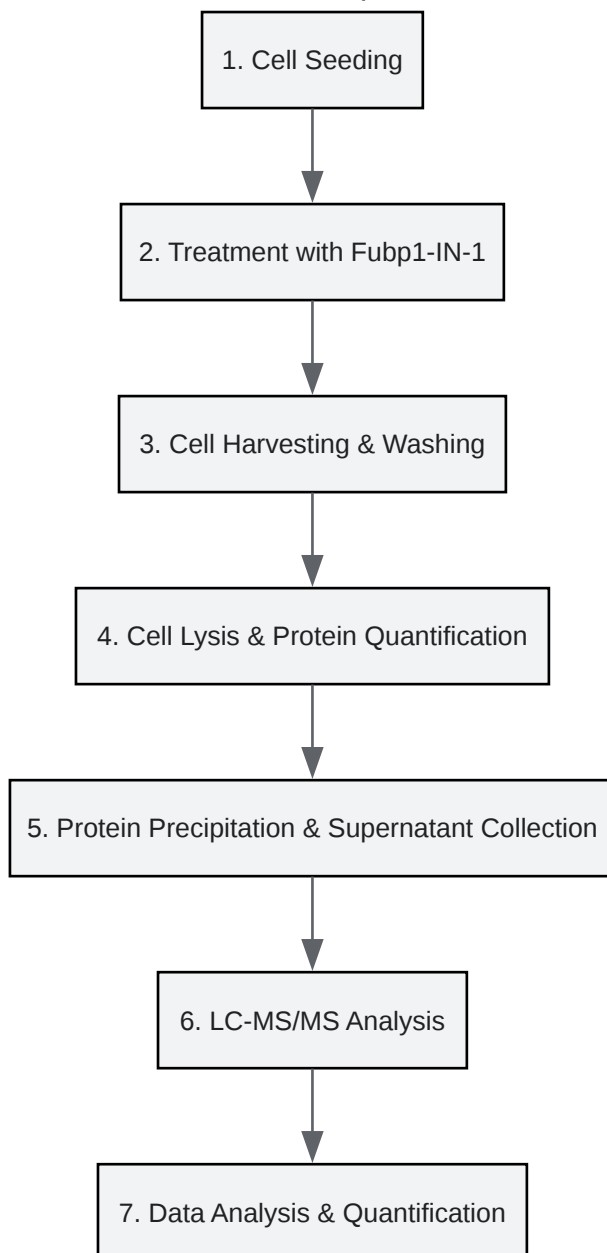 1. Cell Seeding
2. Treatment with Fubp1-IN-1
3. Cell Harvesting & Washing
4. Cell Lysis & Protein Quantification
5. Protein Precipitation & Supernatant Collection
6. LC-MS/MS Analysis
7. Data Analysis & Quantification